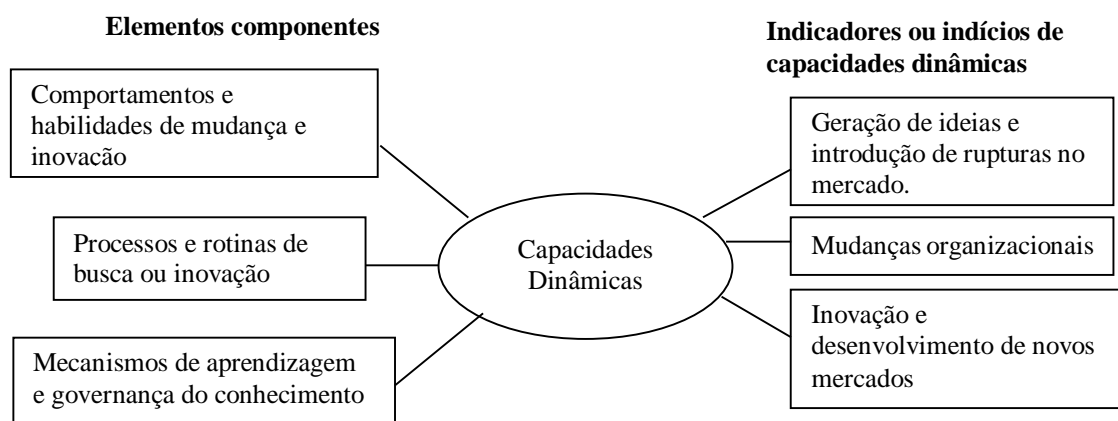 Elementos componentes
Comportamentos e
habilidades de mudança e
inovação
Processos e rotinas de
busca ou inovação
Mecanismos de aprendizagem
e governança do conhecimento
Capacidades
Dinâmicas
Indicadores ou indícios de
capacidades dinâmicas
Geração de ideias e
introdução de rupturas no
mercado.
Mudanças organizacionais
Inovação e
desenvolvimento de novos
mercados